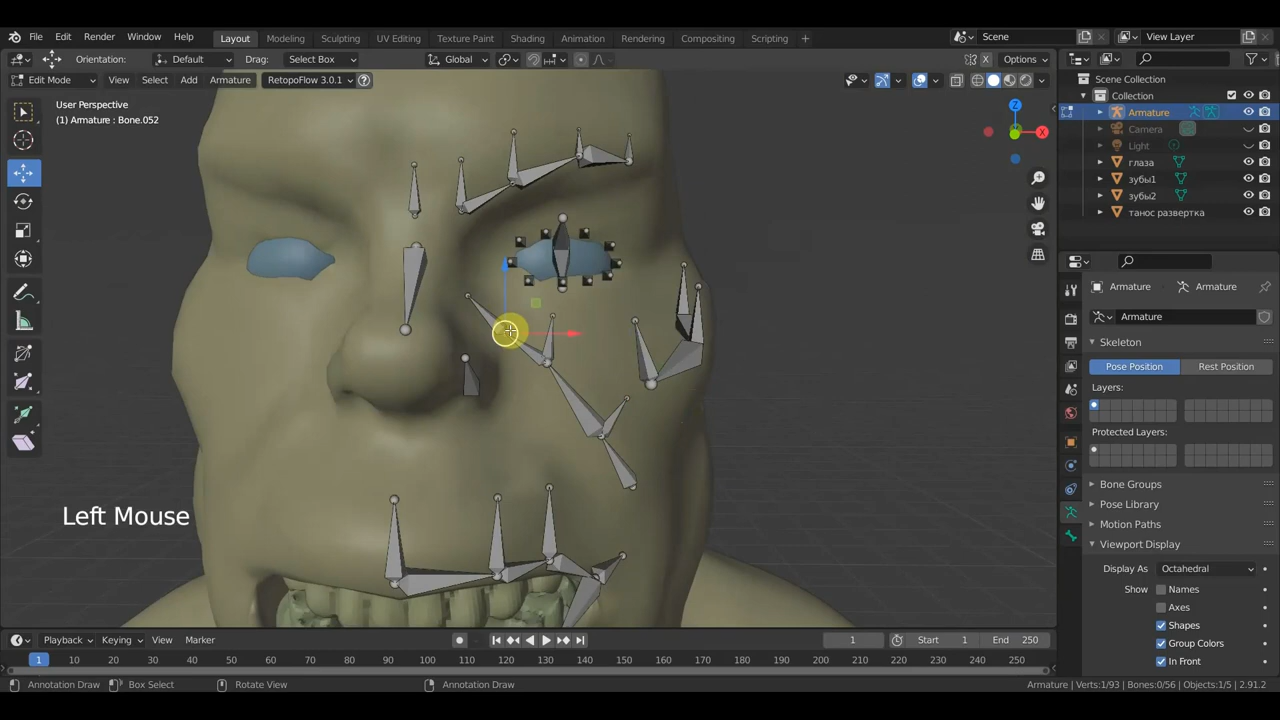 File Edit Render Window Help Layout Modeling Sculpting UV Editing Texture Paint Shading Animation Rendering Compositing Scripting + Scene View Layer
Orientation: Default Drag: Select Box Global X Options
Edit Mode View Select Add Armature RetopoFlow 3.0.1 ?
User Perspective
(1) Armature : Bone.052
Z
X
Left Mouse
Scene Collection
Collection
Armature
Camera
Light
глаза
зубы1
зубы2
танос развертка
Armature Armature
Armature
Skeleton
Pose Position Rest Position
Layers:
Protected Layers:
Bone Groups
Pose Library
Motion Paths
Viewport Display
Display As Octahedral
Show Names
Axes
Shapes
Group Colors
In Front
Playback Keying View Marker 1 Start 1 End 250
1 10 20 30 40 50 60 70 80 90 100 110 120 130 140 150 160 170 180 190 200 210 220 230 240 250
Annotation Draw Box Select Rotate View Annotation Draw Armature | Verts:1/93 | Bones:0/56 | Objects:1/5 | 2.91.2